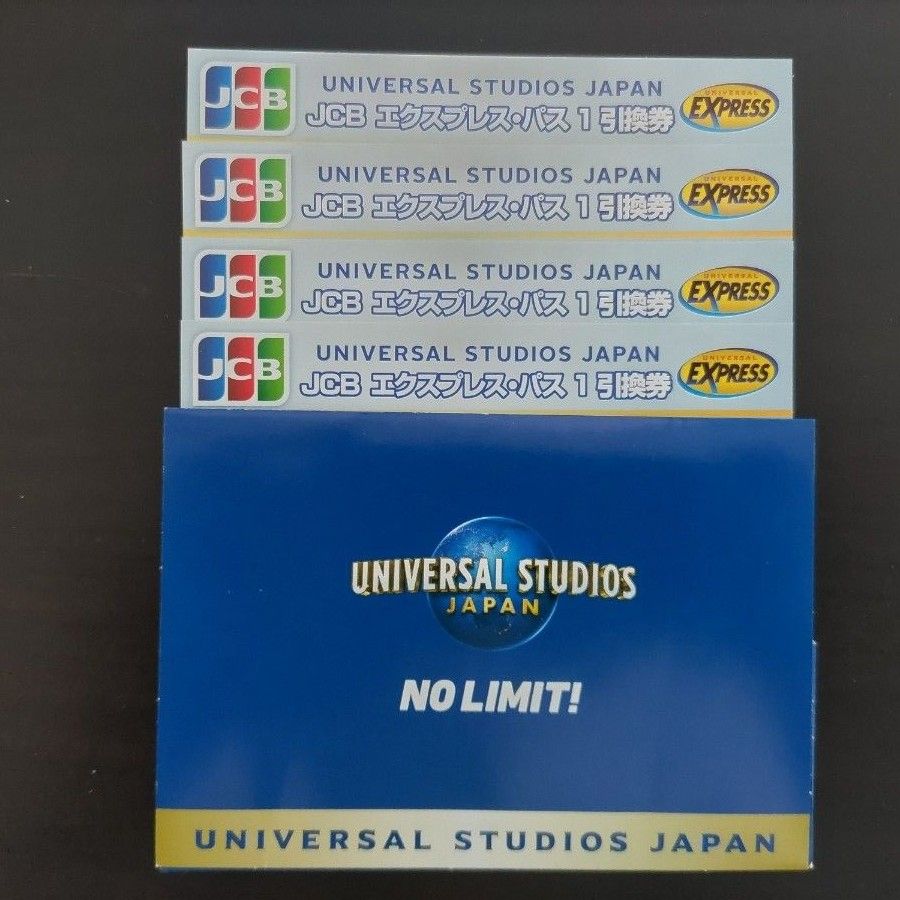 JCB
UNIVERSAL STUDIOS JAPAN
JCB エクスプレス・パス 1 引換券
UNIVERSAL
EXPRESS
JCB
UNIVERSAL STUDIOS JAPAN
JCB エクスプレス・パス 1 引換券
UNIVERSAL
EXPRESS
JCB
UNIVERSAL STUDIOS JAPAN
JCB エクスプレス・パス 1 引換券
UNIVERSAL
EXPRESS
JCB
UNIVERSAL STUDIOS JAPAN
JCB エクスプレス・パス 1 引換券
UNIVERSAL
EXPRESS
UNIVERSAL STUDIOS
JAPAN
NO LIMIT!
UNIVERSAL STUDIOS JAPAN